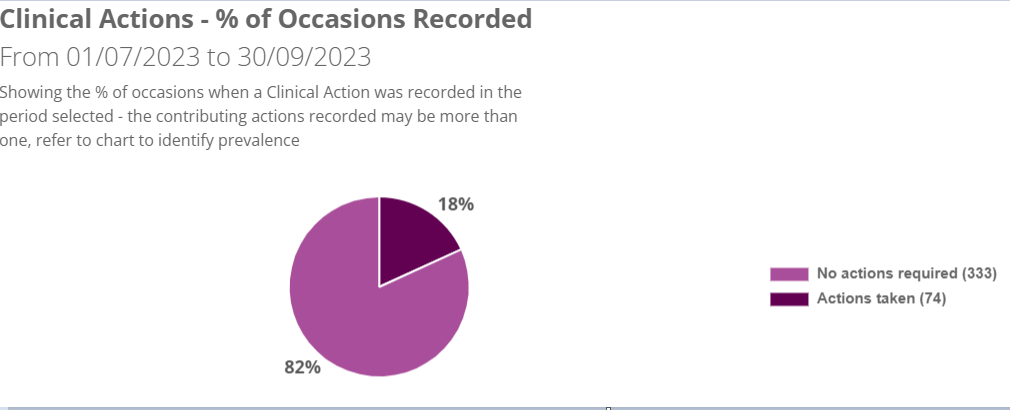 Clinical Actions - % of Occasions Recorded
From 01/07/2023 to 30/09/2023
Showing the % of occasions when a Clinical Action was recorded in the
period selected - the contributing actions recorded may be more than
one, refer to chart to identify prevalence
18%
No actions required (333)
Actions taken (74)
82%